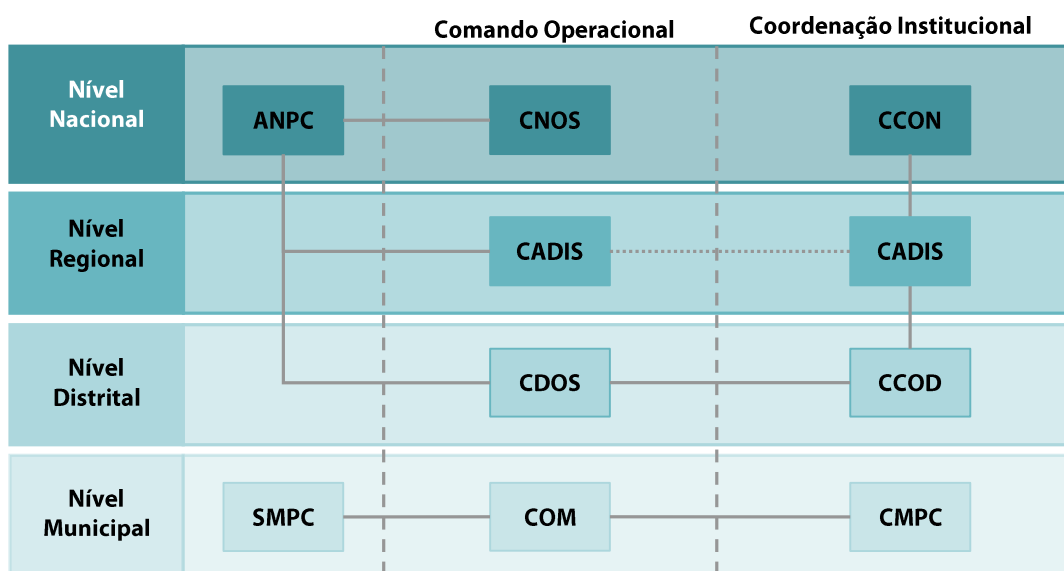 Comando Operacional
Coordenação Institucional
Nível
Nacional
ANPC
CNOS
CCON
Nível
Regional
CADIS
CADIS
Nível
Distrital
CDOS
CCOD
Nível
Municipal
SMPC
COM
CMPC